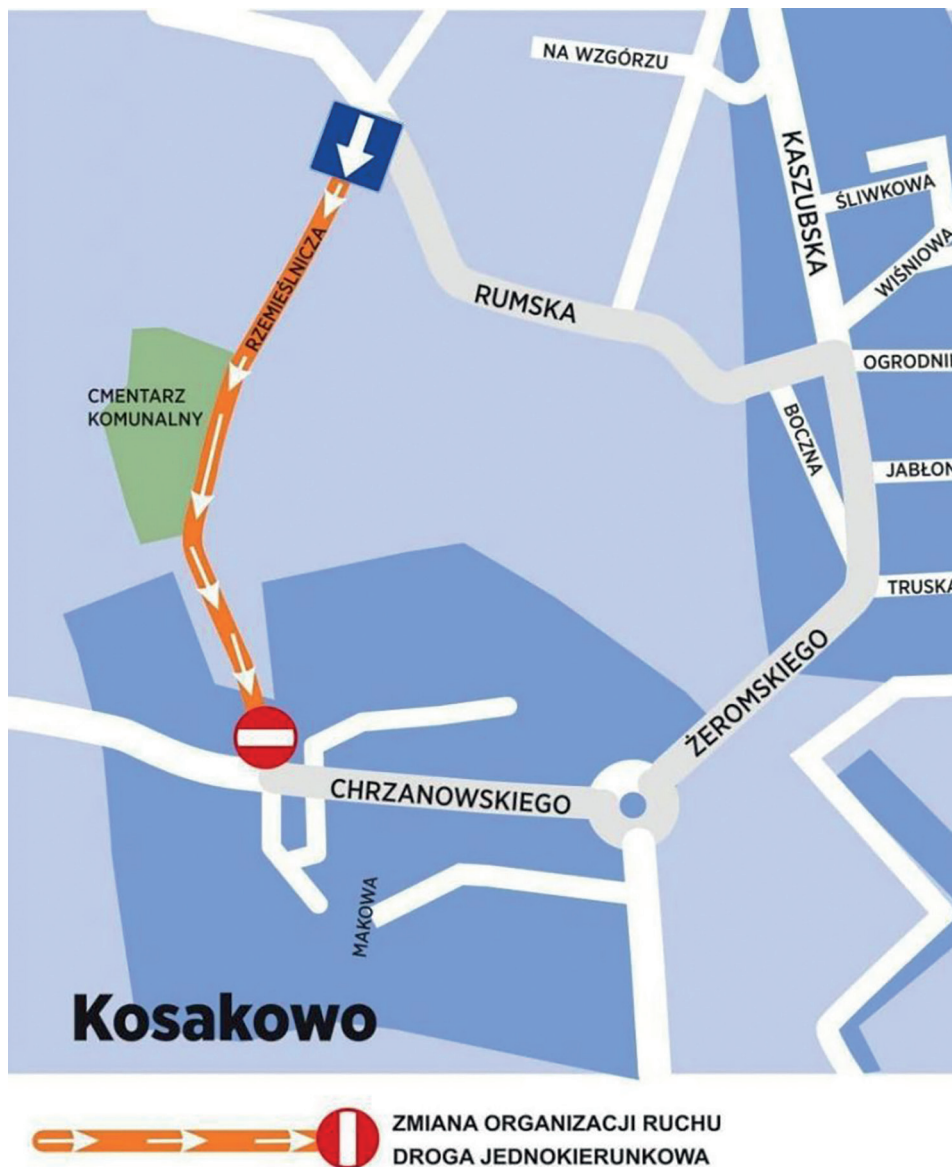 NA WZGÓRZU
KASZUBSKA
ŚLIWKOWA
WIŚNIOWA
RZEMIEŚLNICZA
RUMSKA
OGRODNI
CMENTARZ
KOMUNALNY
BOCZNA
JABŁON
TRUSKA
ŻEROMSKIEGO
CHRZANOWSKIEGO
MAKOWA
Kosakowo
ZMIANA ORGANIZACJI RUCHU
DROGA JEDNOKIERUNKOWA